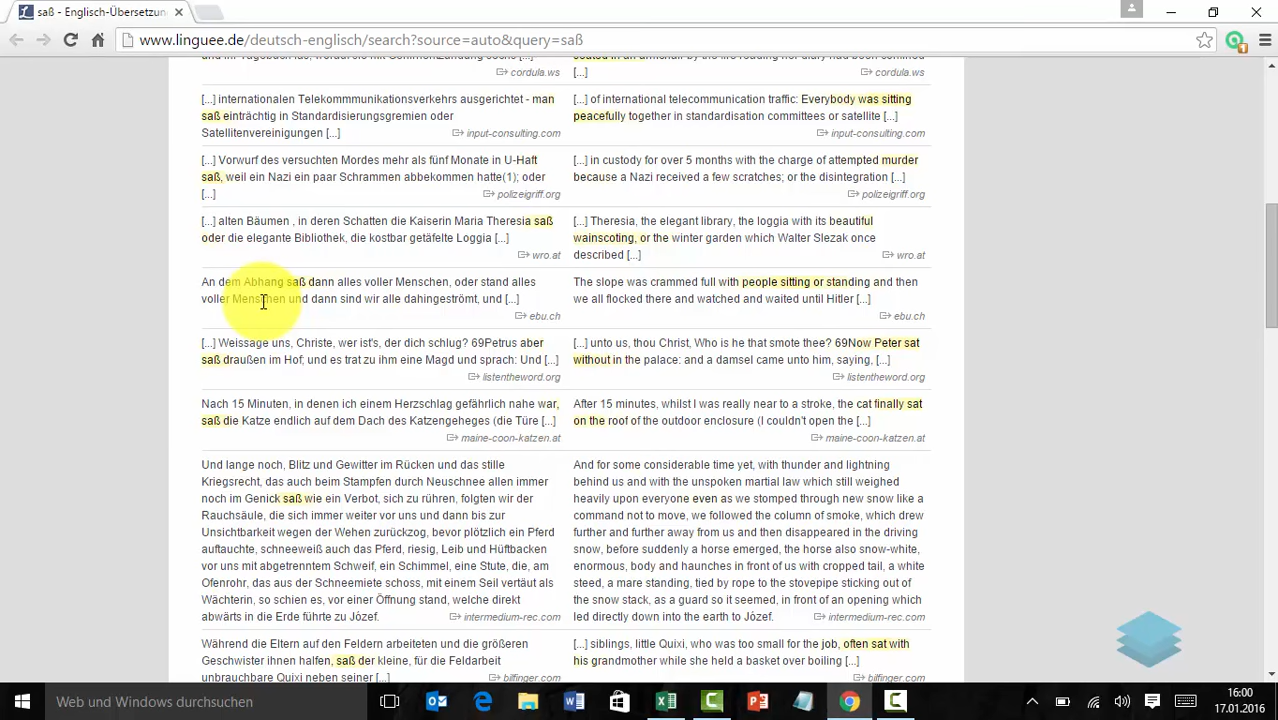 saß - Englisch-Übersetzun
www.linguee.de/deutsch-englisch/search?source=auto&query=saß
cordula.ws
[...]
cordula.ws
[...] internationalen Telekommmunikationsverkehrs ausgerichtet - man
saß einträchtig in Standardisierungsgremien oder
Satellitenvereinigungen [...]
input-consulting.com
[...] of international telecommunication traffic: Everybody was sitting
peacefully together in standardisation committees or satellite [...]
input-consulting.com
[...] Vorwurf des versuchten Mordes mehr als fünf Monate in U-Haft
saß, weil ein Nazi ein paar Schrammen abbekommen hatte(1); oder
[...]
polizeigriff.org
[...] in custody for over 5 months with the charge of attempted murder
because a Nazi received a few scratches; or the disintegration [...]
polizeigriff.org
[...] alten Bäumen , in deren Schatten die Kaiserin Maria Theresia saß
oder die elegante Bibliothek, die kostbar getäfelte Loggia [...]
wro.at
[...] Theresia, the elegant library, the loggia with its beautiful
wainscoting, or the winter garden which Walter Slezak once
described [...]
wro.at
An dem Abhang saß dann alles voller Menschen, oder stand alles
voller Menschen und dann sind wir alle dahingeströmt, und [...]
ebu.ch
The slope was crammed full with people sitting or standing and then
we all flocked there and watched and waited until Hitler [...]
ebu.ch
[...] Weissage uns, Christe, wer ist's, der dich schlug? 69Petrus aber
saß draußen im Hof; und es trat zu ihm eine Magd und sprach: Und [...]
listentheword.org
[...] unto us, thou Christ, Who is he that smote thee? 69Now Peter sat
without in the palace: and a damsel came unto him, saying, [...]
listentheword.org
Nach 15 Minuten, in denen ich einem Herzschlag gefährlich nahe war,
saß die Katze endlich auf dem Dach des Katzengeheges (die Türe [...]
maine-coon-katzen.at
After 15 minutes, whilst I was really near to a stroke, the cat finally sat
on the roof of the outdoor enclosure (I couldn't open the [...]
maine-coon-katzen.at
Und lange noch, Blitz und Gewitter im Rücken und das stille
Kriegsrecht, das auch beim Stampfen durch Neuschnee allen immer
noch im Genick saß wie ein Verbot, sich zu rühren, folgten wir der
Rauchsäule, die sich immer weiter vor uns und dann bis zur
Unsichtbarkeit wegen der Wehen zurückzog, bevor plötzlich ein Pferd
auftauchte, schneeweiß auch das Pferd, riesig, Leib und Hüftbacken
vor uns mit abgetrenntem Schweif, ein Schimmel, eine Stute, die, am
Ofenrohr, das aus der Schneemiete schoss, mit einem Seil vertäut als
Wächterin, so schien es, vor einer Öffnung stand, welche direkt
abwärts in die Erde führte zu Józef.
intermedium-rec.com
And for some considerable time yet, with thunder and lightning
behind us and with the unspoken martial law which still weighed
heavily upon everyone even as we stomped through new snow like a
command not to move, we followed the column of smoke, which drew
further and further away from us and then disappeared in the driving
snow, before suddenly a horse emerged, the horse also snow-white,
enormous, body and haunches in front of us with cropped tail, a white
steed, a mare standing, tied by rope to the stovepipe sticking out of
the snow stack, as a guard so it seemed, in front of an opening which
led directly down into the earth to Józef.
intermedium-rec.com
Während die Eltern auf den Feldern arbeiteten und die größeren
Geschwister ihnen halfen, saß der kleine, für die Feldarbeit
unbrauchbare Quixi neben seiner [...]
bilfinger.com
[...] siblings, little Quixi, who was too small for the job, often sat with
his grandmother while she held a basket over boiling [...]
bilfinger.com
Web und Windows durchsuchen
16:00
17.01.2016